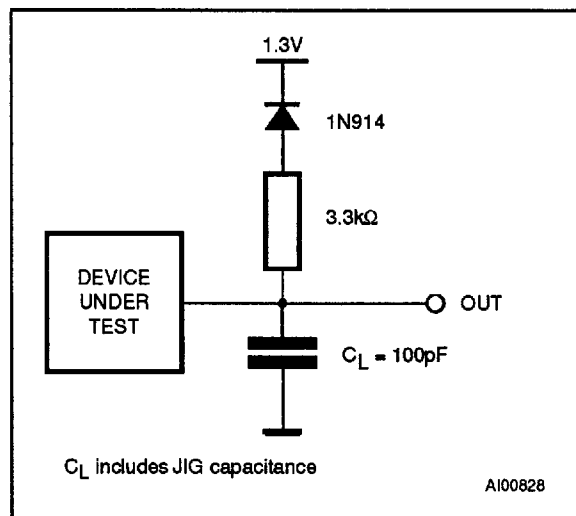 1.3V
1N914
3.3kΩ
DEVICE
UNDER
TEST
OUT
CL = 100pF
CL includes JIG capacitance
AI00828